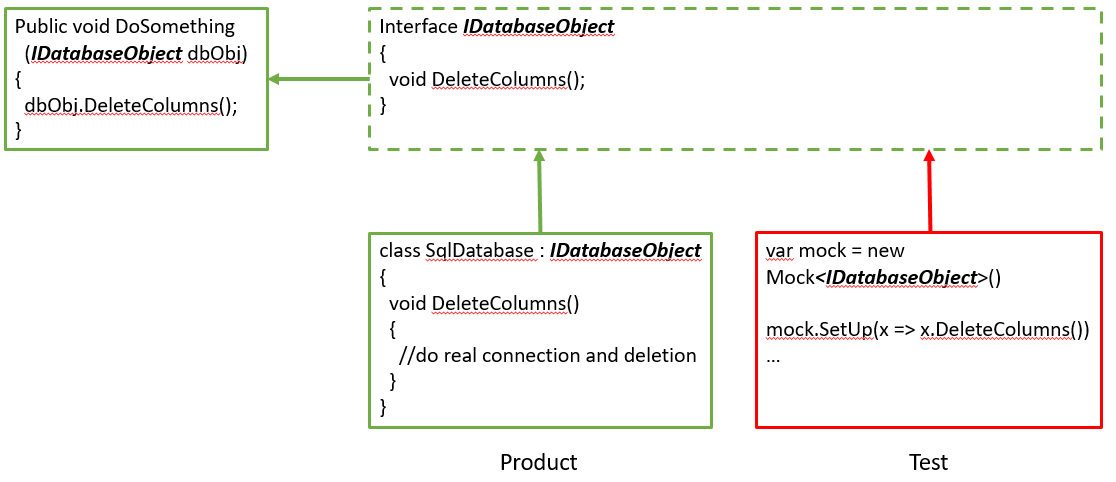 Public void DoSomething
(IDatabaseObject dbObj)
{
dbObj.DeleteColumns();
}
Interface IDatabaseObject
{
void DeleteColumns();
}
class SqlDatabase : IDatabaseObject
{
void DeleteColumns()
{
//do real connection and deletion
}
}
var mock = new
Mock<IDatabaseObject>()
mock.SetUp(x => x.DeleteColumns())
...
Product
Test